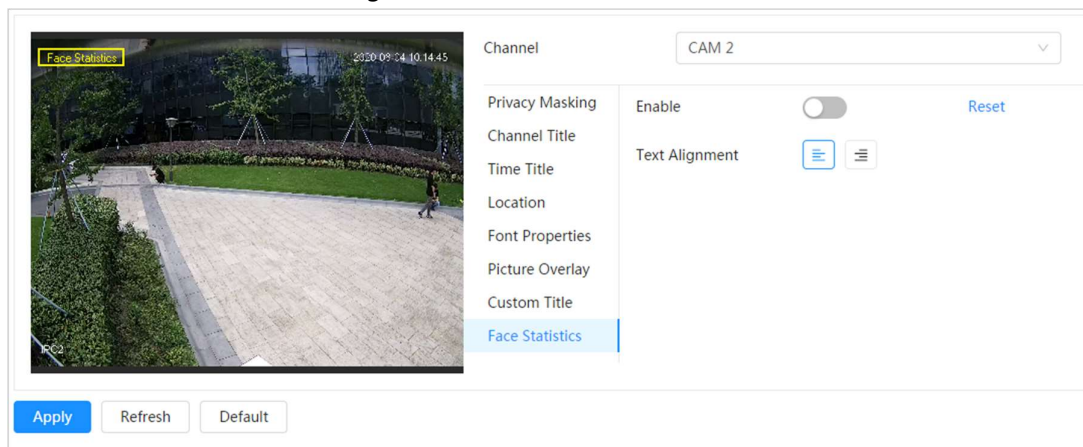 Face Statistics
2020 09 04 10.14.45
IPC2
Channel
CAM 2
Privacy Masking
Channel Title
Time Title
Location
Font Properties
Picture Overlay
Custom Title
Face Statistics
Enable
Reset
Text Alignment
Apply
Refresh
Default